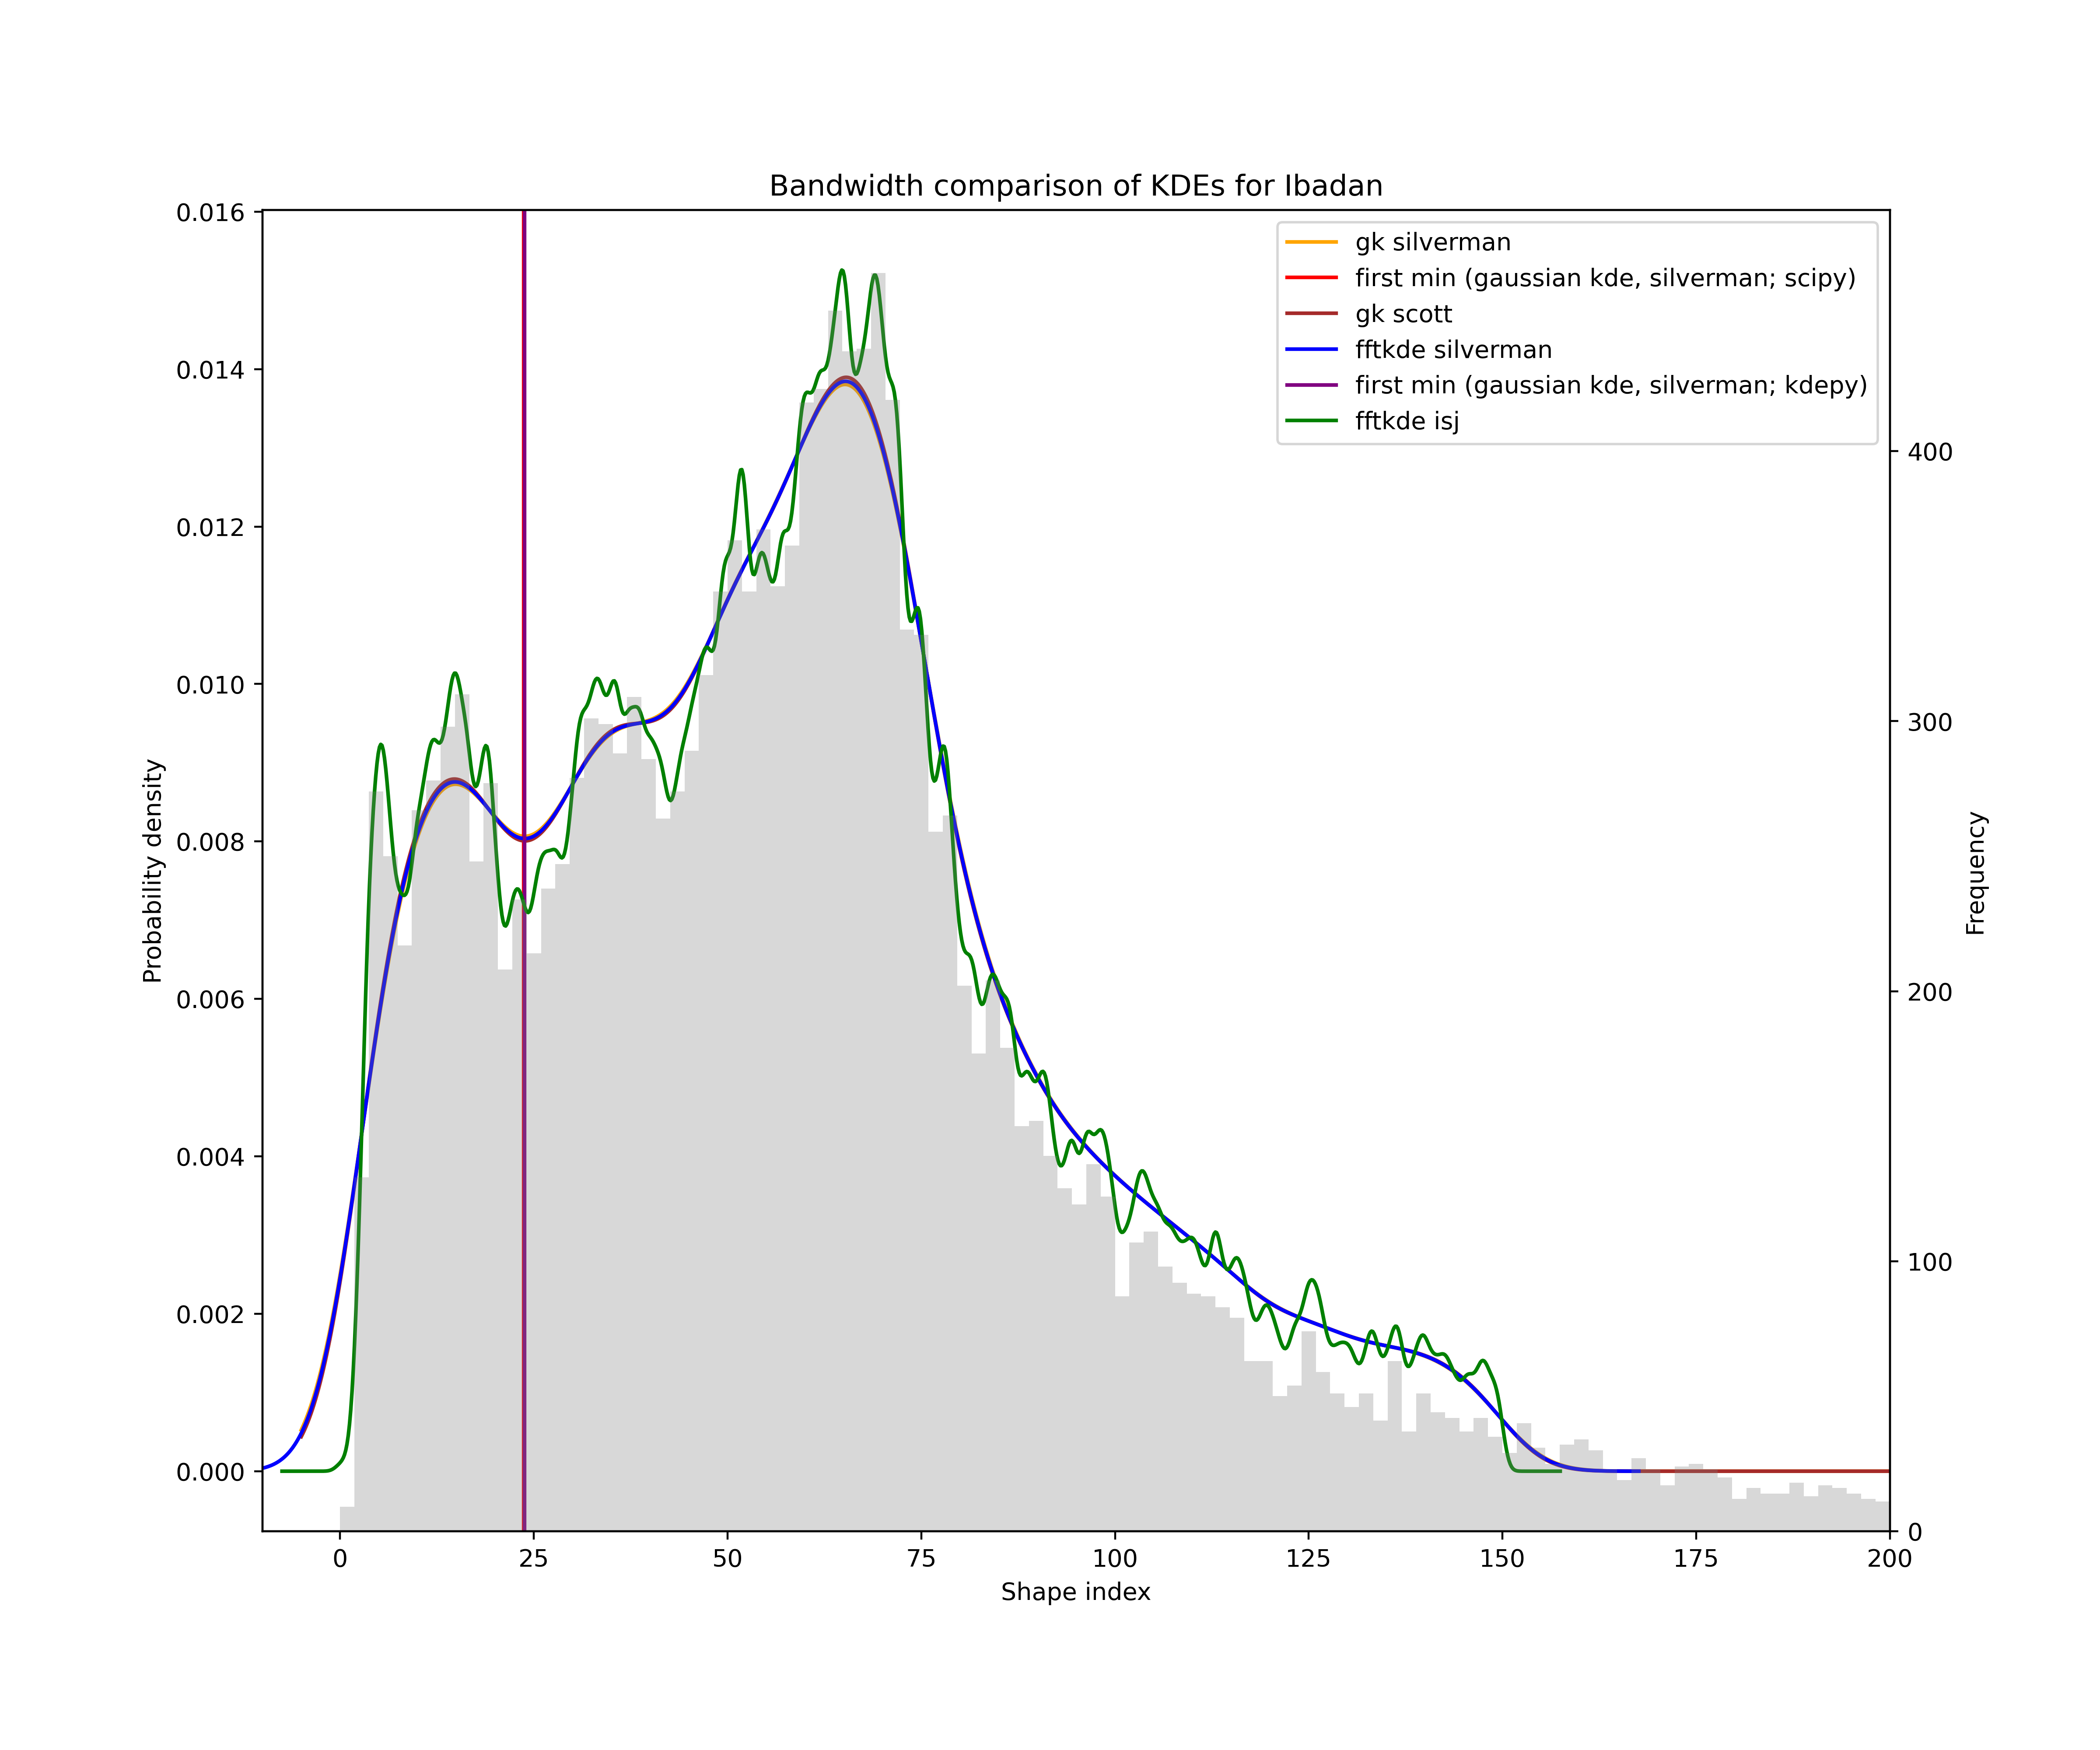 Bandwidth comparison of KDEs for Ibadan
gk silverman
first min (gaussian kde, silverman; scipy)
gk scott
fftkde silverman
first min (gaussian kde, silverman; kdepy)
fftkde isj
0.016
0.014
0.012
0.010
0.008
0.006
0.004
0.002
0.000
Probability density
400
300
200
100
0
Frequency
0 25 50 75 100 125 150 175 200
Shape index